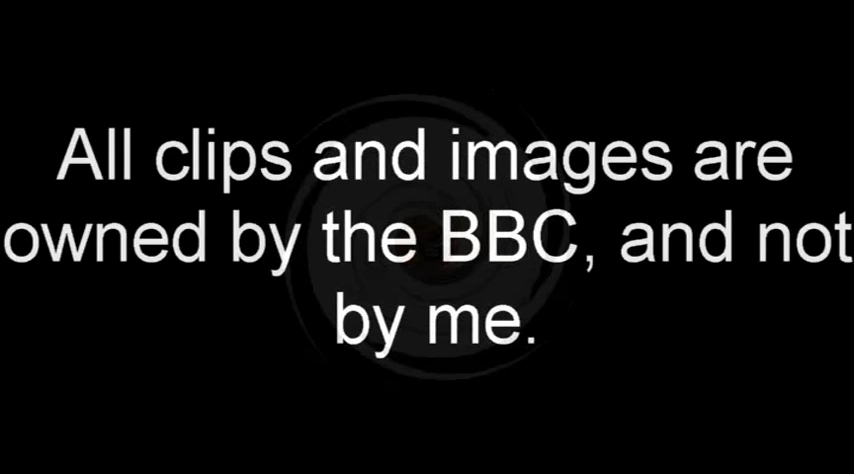 All clips and images are
owned by the BBC, and not
by me.